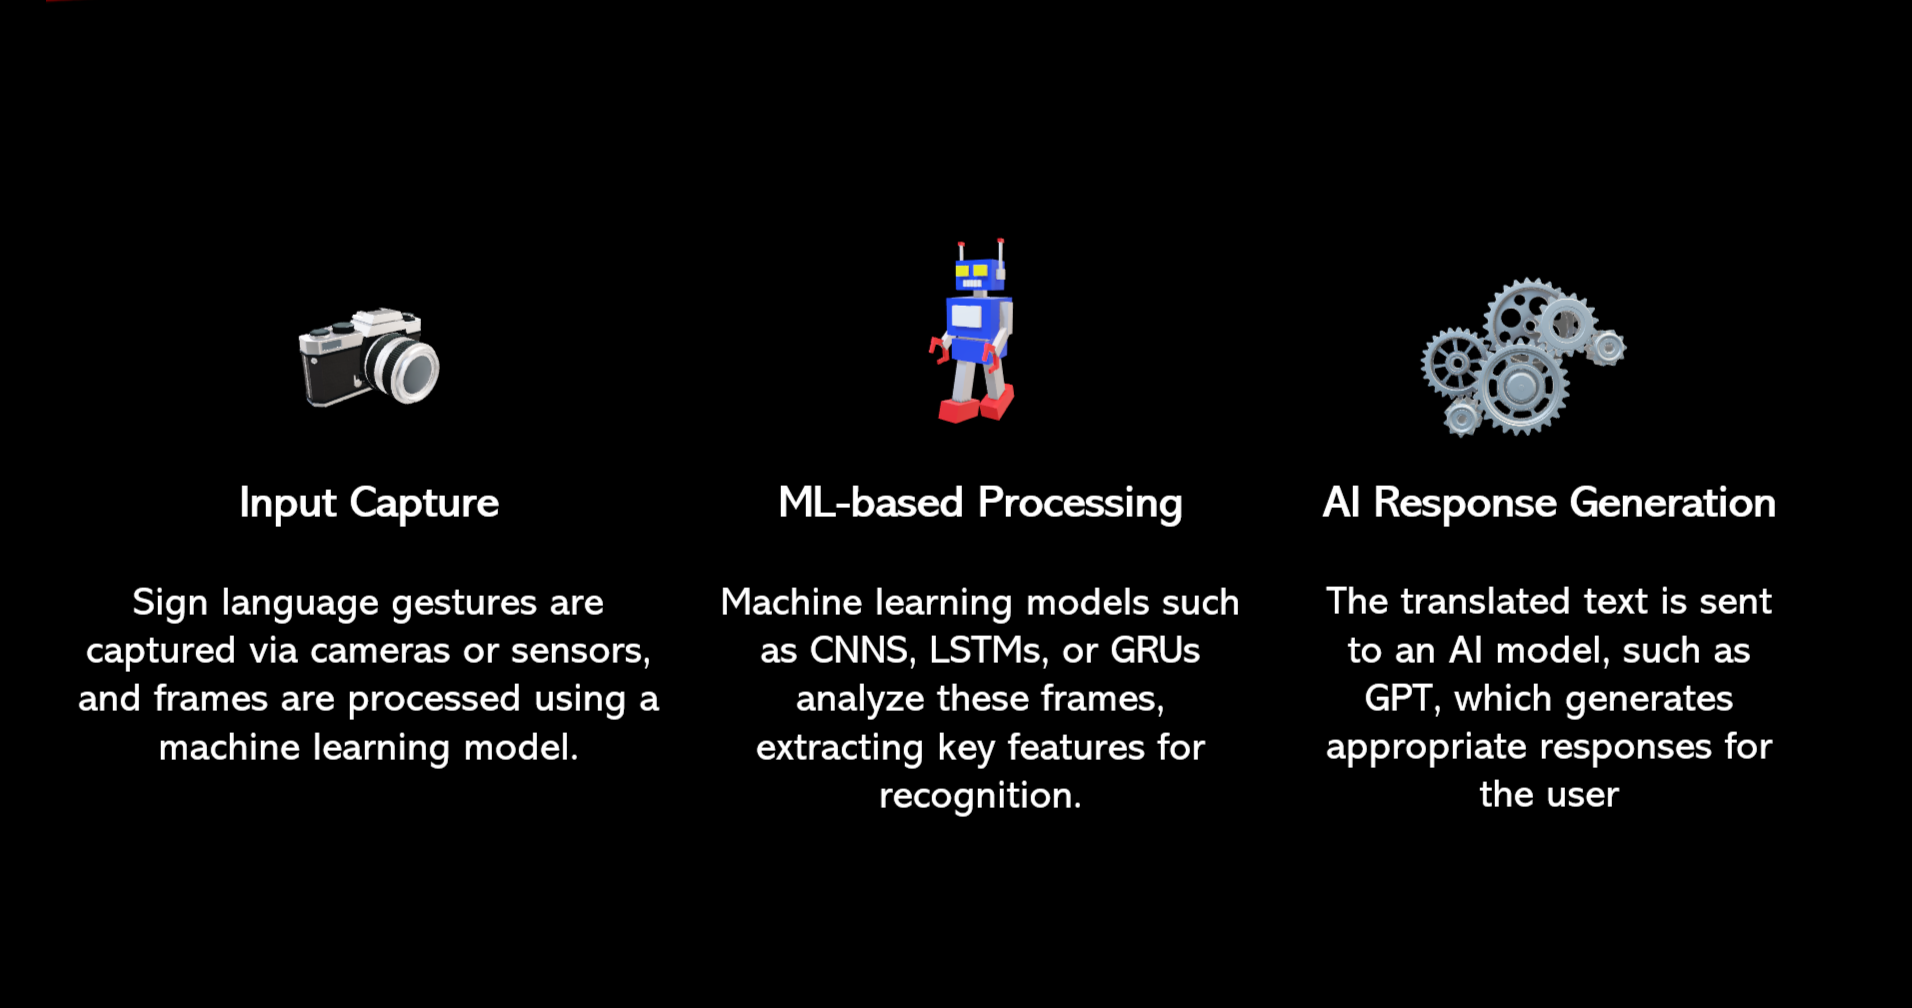 Input Capture
Sign language gestures are
captured via cameras or sensors,
and frames are processed using a
machine learning model.
ML-based Processing
Machine learning models such
as CNNS, LSTMs, or GRUs
analyze these frames,
extracting key features for
recognition.
AI Response Generation
The translated text is sent
to an AI model, such as
GPT, which generates
appropriate responses for
the user